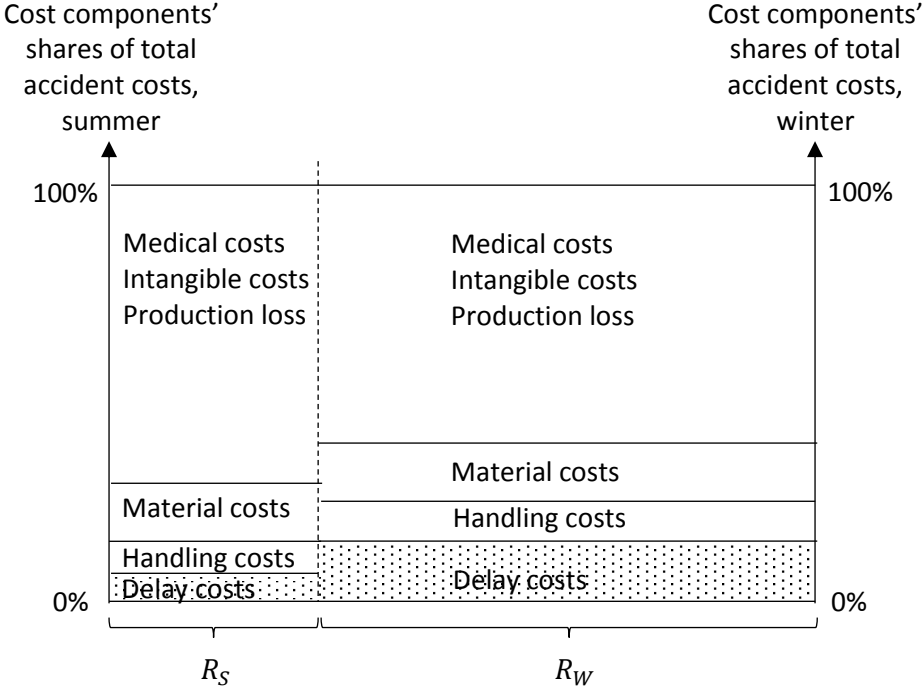 Cost components’
shares of total
accident costs,
summer
Cost components’
shares of total
accident costs,
winter
100%
100%
Medical costs
Intangible costs
Production loss
Medical costs
Intangible costs
Production loss
Material costs
Material costs
Handling costs
Handling costs
Delay costs
Delay costs
0%
0%
R_S
R_W